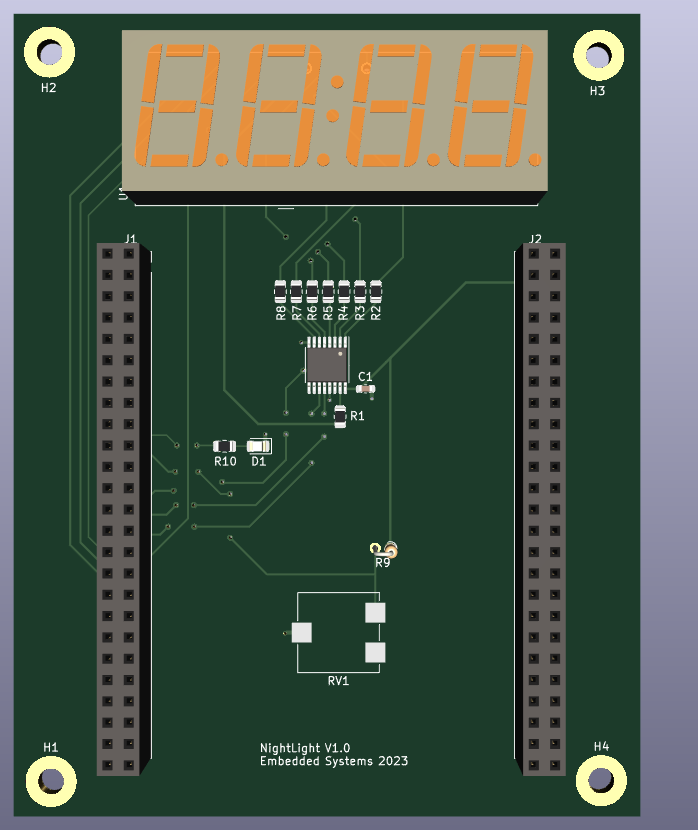 H2
H3
J1
J2
R8 R7 R6 R5 R4 R3 R2
C1
R1
R10 D1
R9
RV1
H1
NightLight V1.0
Embedded Systems 2023
H4